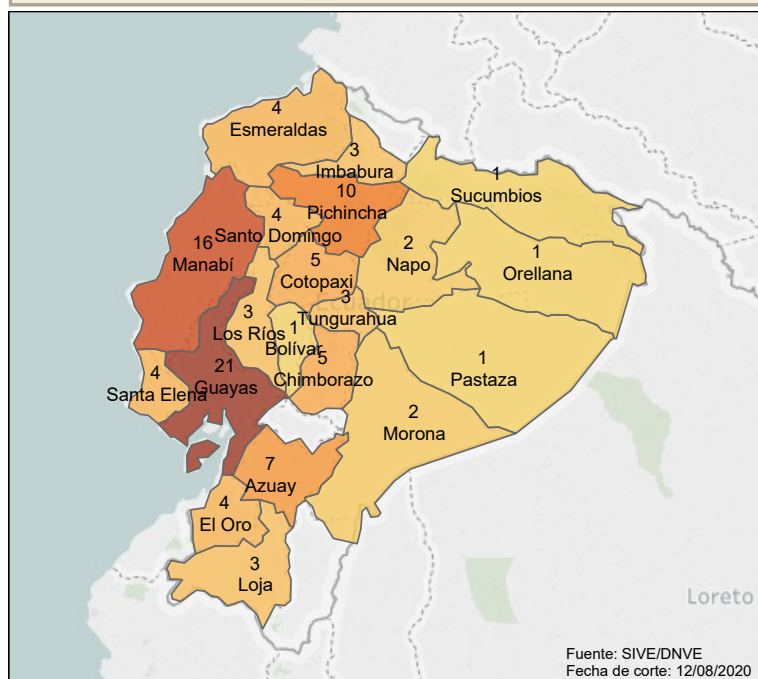 4
Esmeraldas
3
Imbabura
1
Sucumbios
10
Pichincha
4
Santo Domingo
16
Manabí
2
Napo
1
Orellana
5
Cotopaxi
Ecuador
3
Tungurahua
3
Los Ríos
1
Bolívar
5
Chimborazo
1
Pastaza
4
Santa Elena
21
Guayas
2
Morona
7
Azuay
4
El Oro
3
Loja
Loreto
Fuente: SIVE/DNVE
Fecha de corte: 12/08/2020